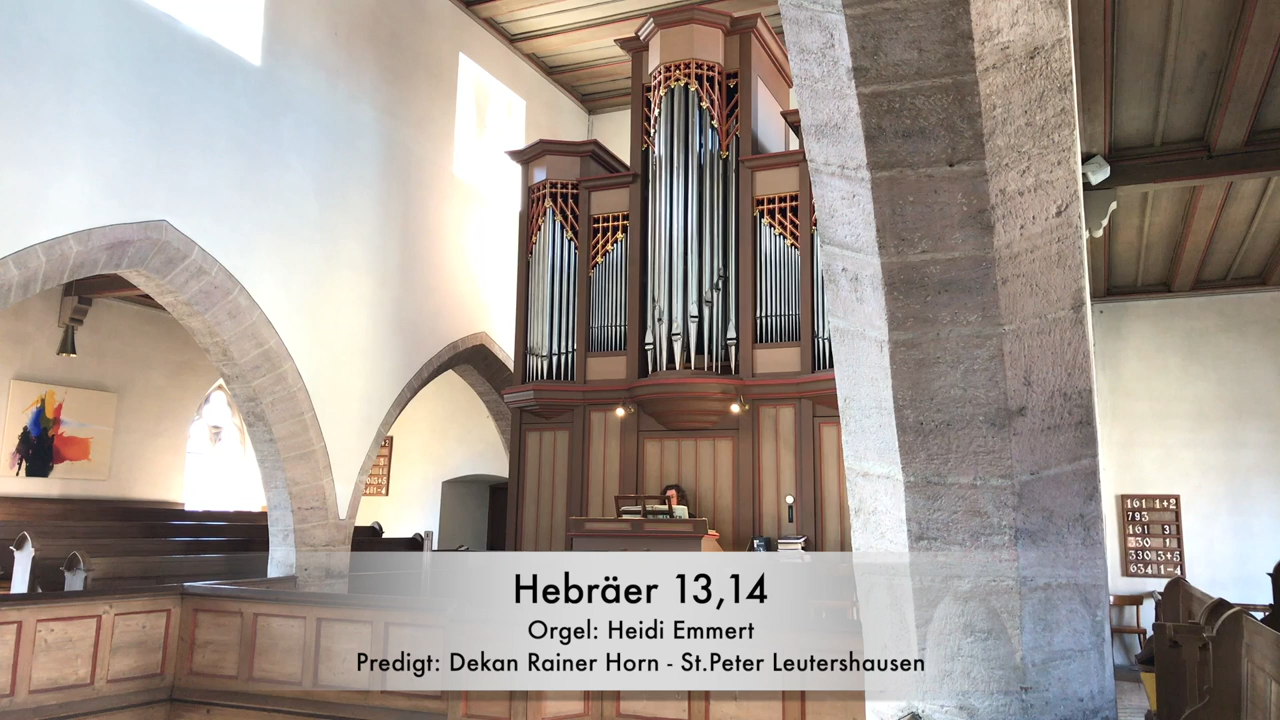 Hebräer 13,14
Orgel: Heidi Emmert
Predigt: Dekan Rainer Horn - St.Peter Leutershausen
161 1+2
793
161 3
330 1
330 3+5
634 1-4